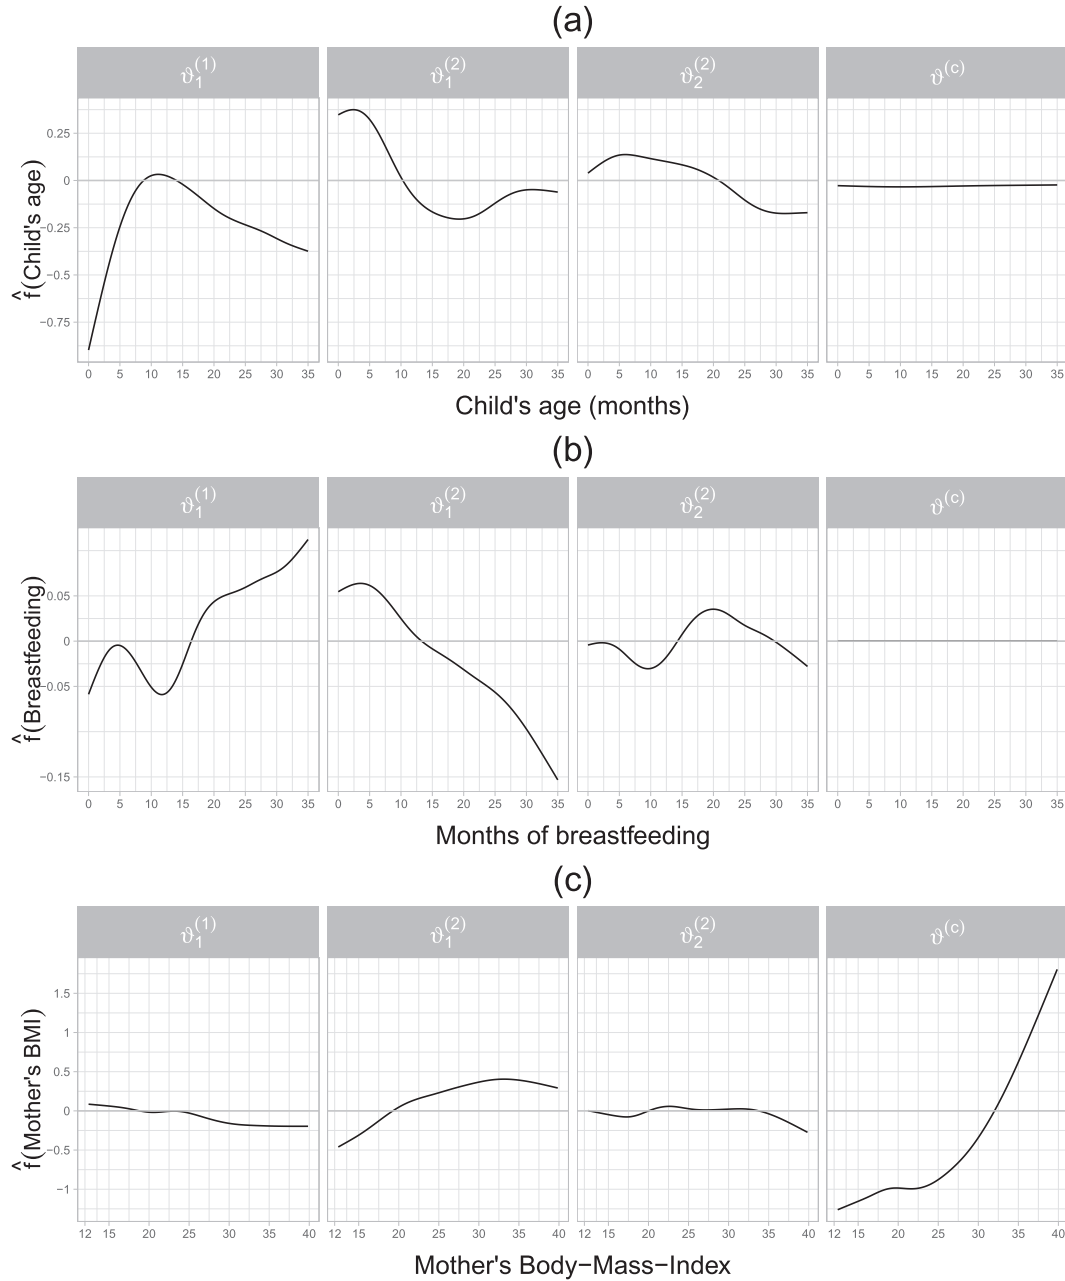 (a)
ϑ₁⁽¹⁾ ϑ₁⁽²⁾ ϑ₂⁽²⁾ ϑ⁽ᶜ⁾
f̂(Child's age)
0.25
0
−0.25
−0.5
−0.75
0 5 10 15 20 25 30 35 0 5 10 15 20 25 30 35 0 5 10 15 20 25 30 35 0 5 10 15 20 25 30 35
Child's age (months)
(b)
ϑ₁⁽¹⁾ ϑ₁⁽²⁾ ϑ₂⁽²⁾ ϑ⁽ᶜ⁾
f̂(Breastfeeding)
0.05
0
−0.05
−0.15
0 5 10 15 20 25 30 35 0 5 10 15 20 25 30 35 0 5 10 15 20 25 30 35 0 5 10 15 20 25 30 35
Months of breastfeeding
(c)
ϑ₁⁽¹⁾ ϑ₁⁽²⁾ ϑ₂⁽²⁾ ϑ⁽ᶜ⁾
f̂(Mother's BMI)
1.5
1
0.5
0
−0.5
−1
12 15 20 25 30 35 40 12 15 20 25 30 35 40 12 15 20 25 30 35 40 12 15 20 25 30 35 40
Mother's Body−Mass−Index